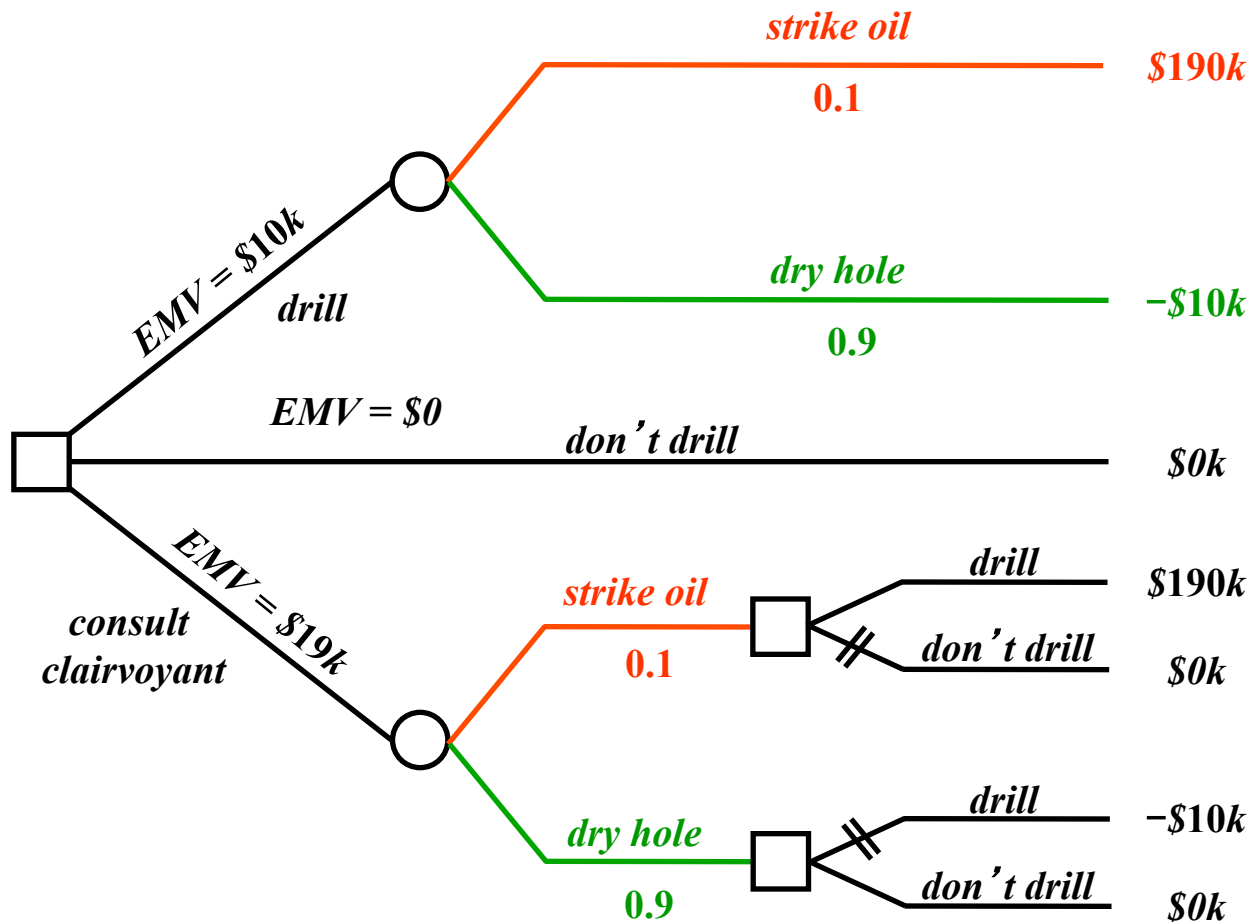 strike oil
$190k
0.1
EMV = $10k
drill
dry hole
−$10k
0.9
EMV = $0
don’t drill
$0k
EMV = $19k
consult
clairvoyant
strike oil
0.1
drill
$190k
don’t drill
$0k
dry hole
0.9
drill
−$10k
don’t drill
$0k